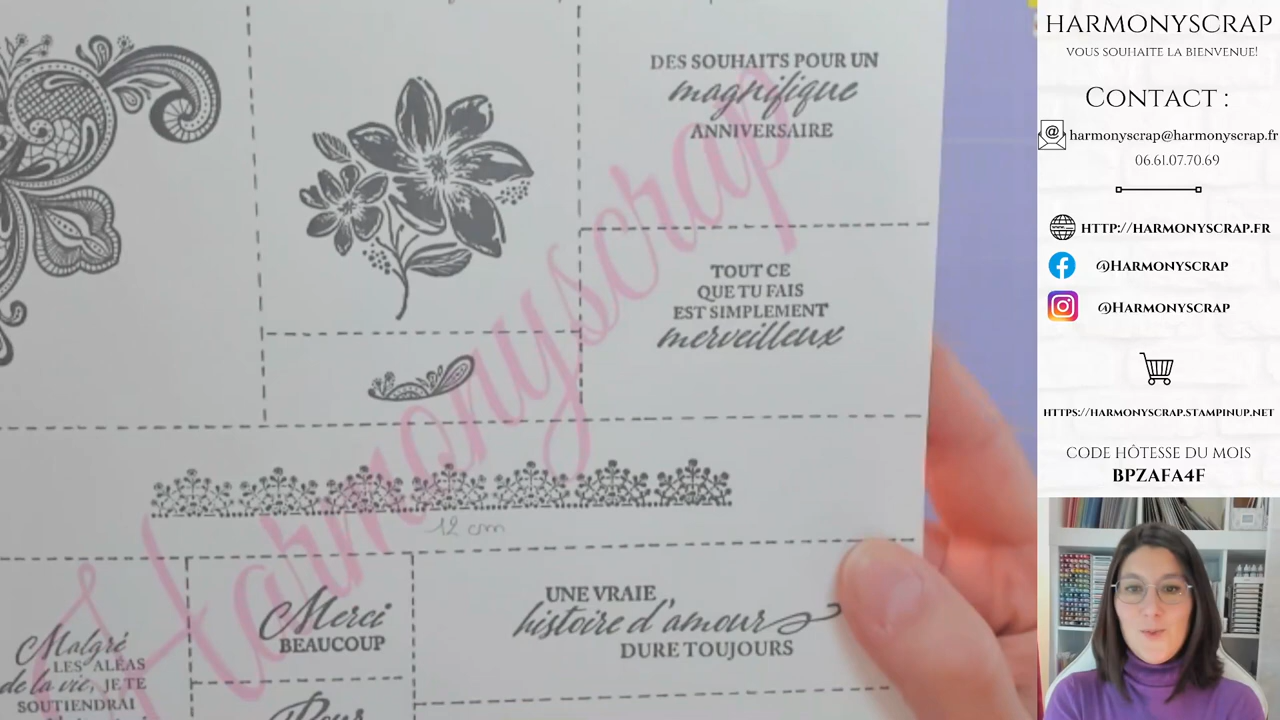 DES SOUHAITS POUR UN
magnifique
ANNIVERSAIRE
TOUT CE
QUE TU FAIS
EST SIMPLEMENT
merveilleux
12 cm
Merci
BEAUCOUP
UNE VRAIE
histoire d'amour
DURE TOUJOURS
Malgré
LES ALÉAS
de la vie, JE TE
SOUTIENDRAI
Pour
Harmonyscrap
HARMONYSCRAP
VOUS SOUHAITE LA BIENVENUE!
CONTACT :
harmonyscrap@harmonyscrap.fr
06.61.07.70.69
HTTP://HARMONYSCRAP.FR
@HARMONYSCRAP
@HARMONYSCRAP
HTTPS://HARMONYSCRAP.STAMPINUP.NET
CODE HÔTESSE DU MOIS
BPZAFA4F